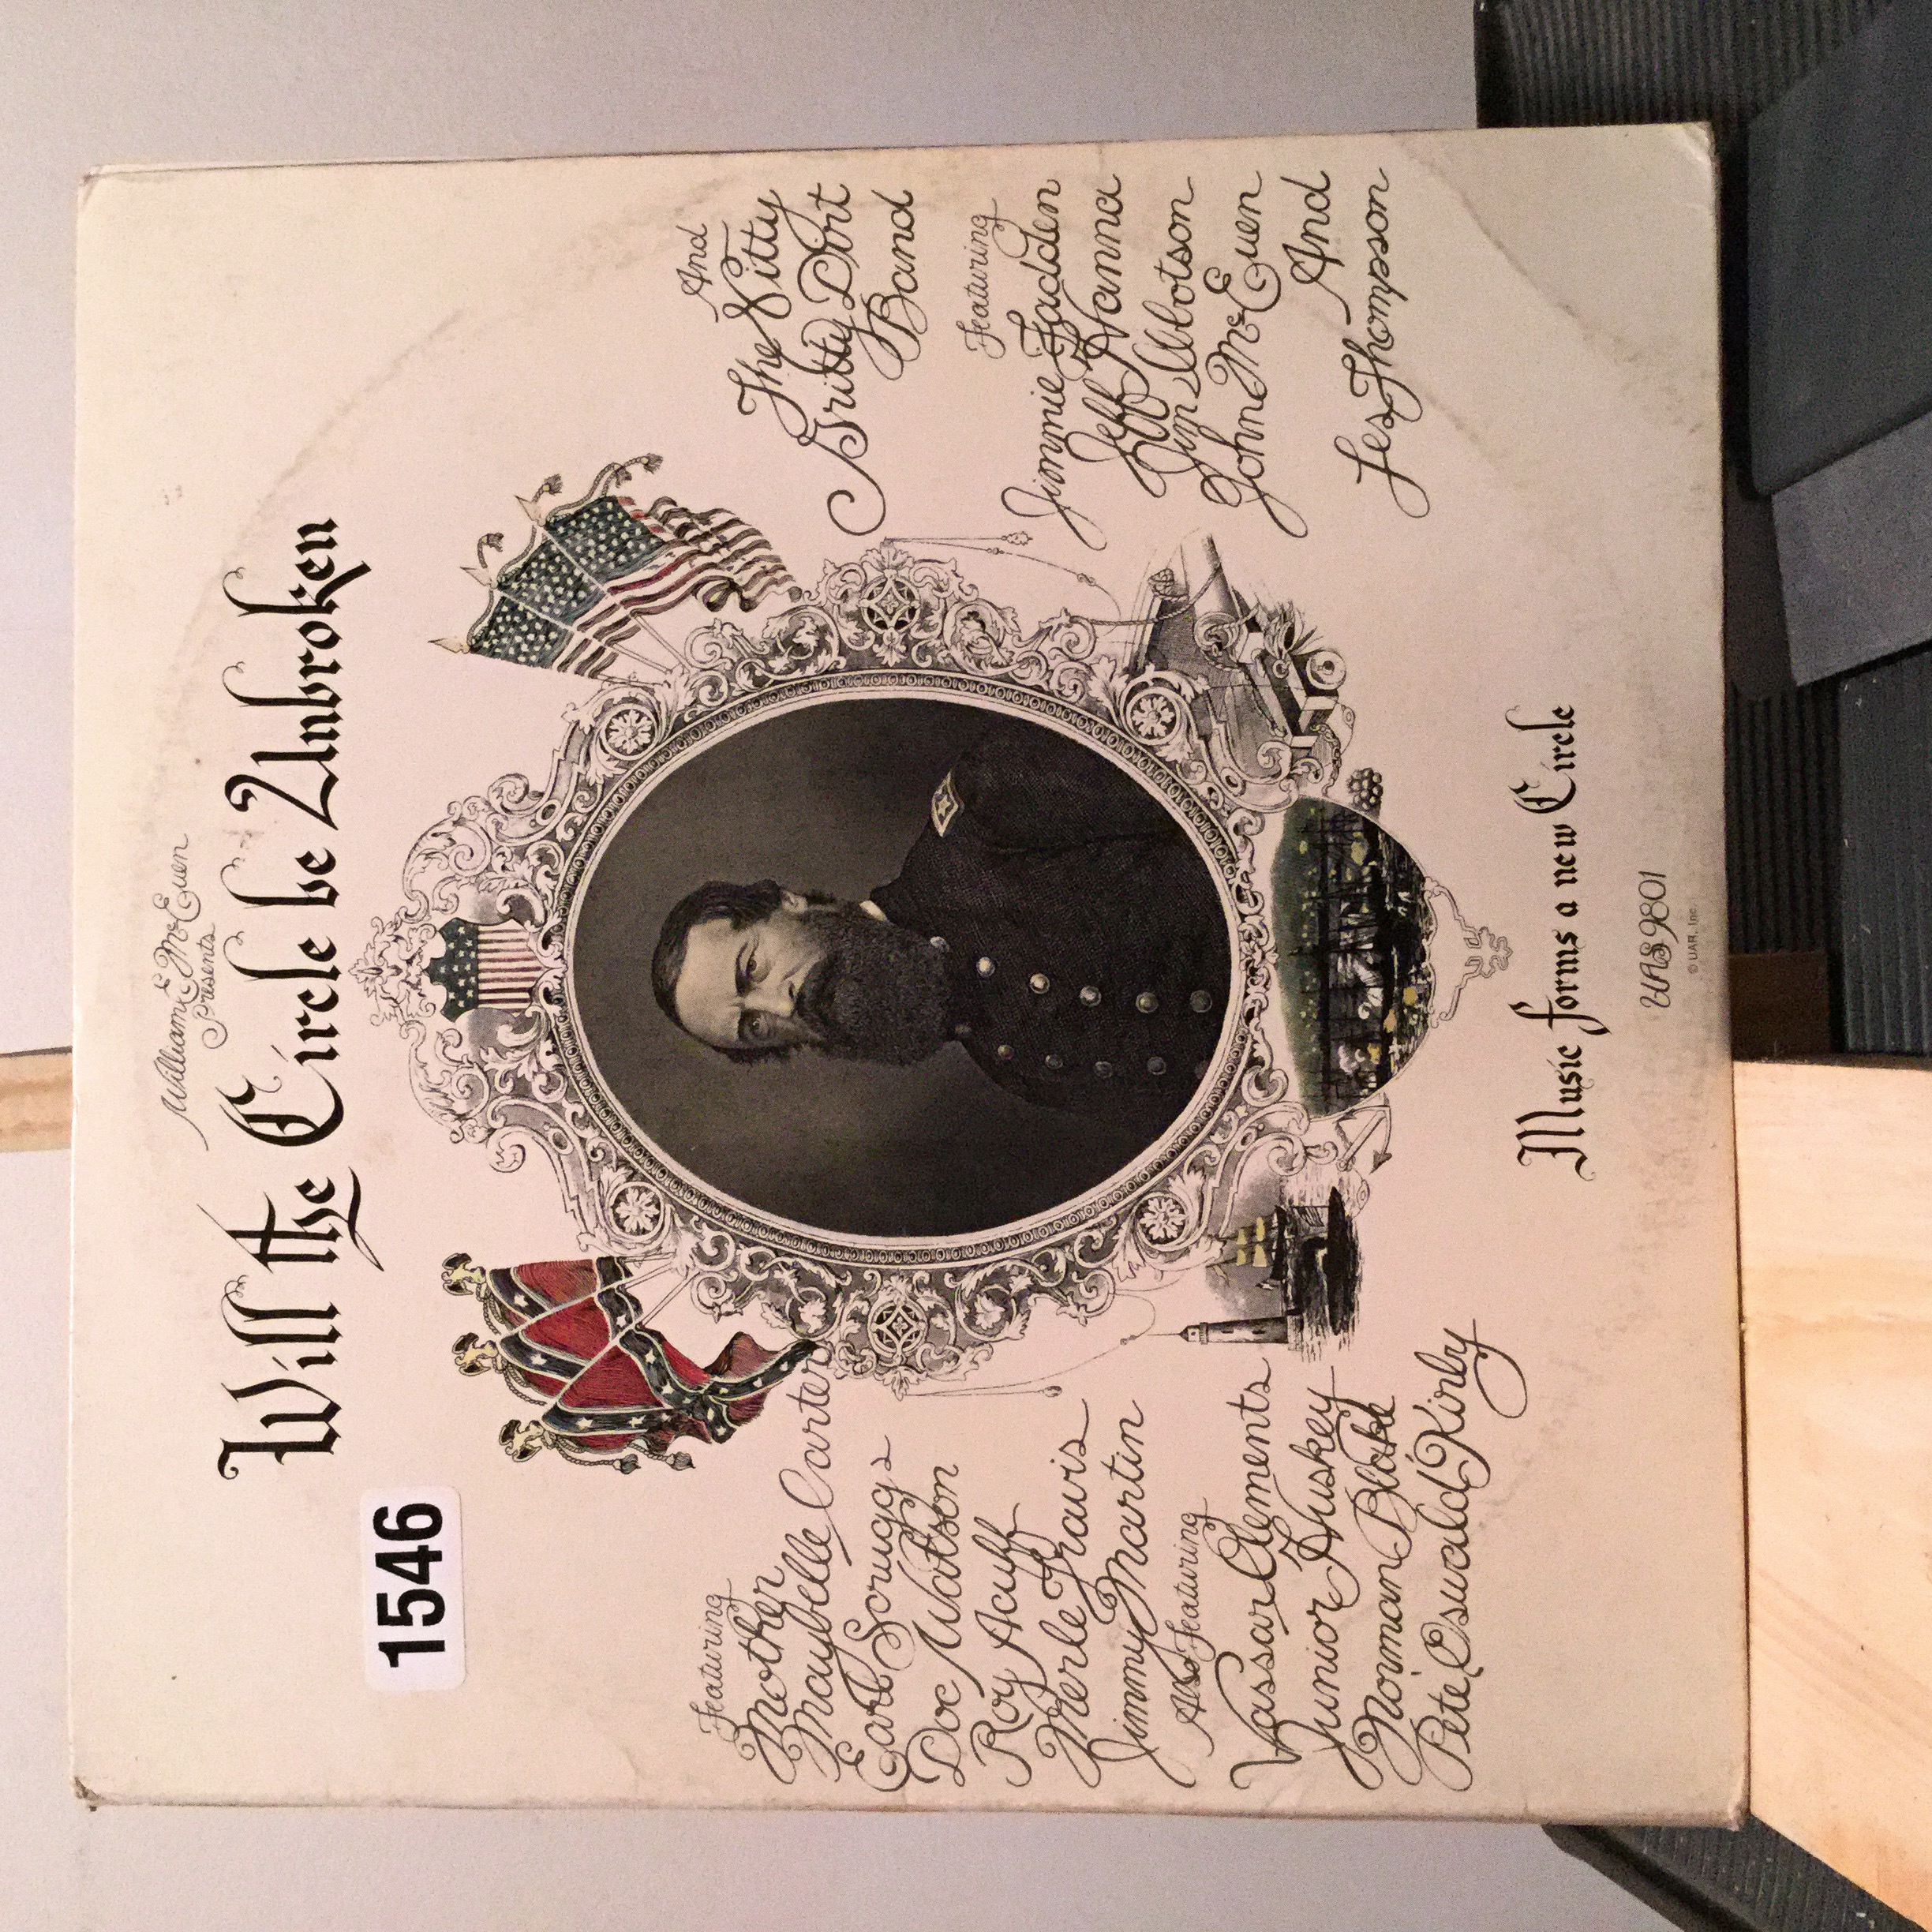 William E. McEuen
Presents
Will the Circle be Unbroken
1546
Featuring
Mother
Maybelle Carter
Earl Scruggs
Doc Watson
Roy Acuff
Merle Travis
Jimmy Martin
Also Featuring
Vassar Clements
Junior Huskey
Norman Blake
Pete Oswald Kirby
And
The Nitty
Gritty Dirt
Band
Featuring
Jimmie Fadden
Jeff Hanna
Jim Ibbotson
John McEuen
And
Les Thompson
Music forms a new Circle
UAS 9801
© UAR, Inc.